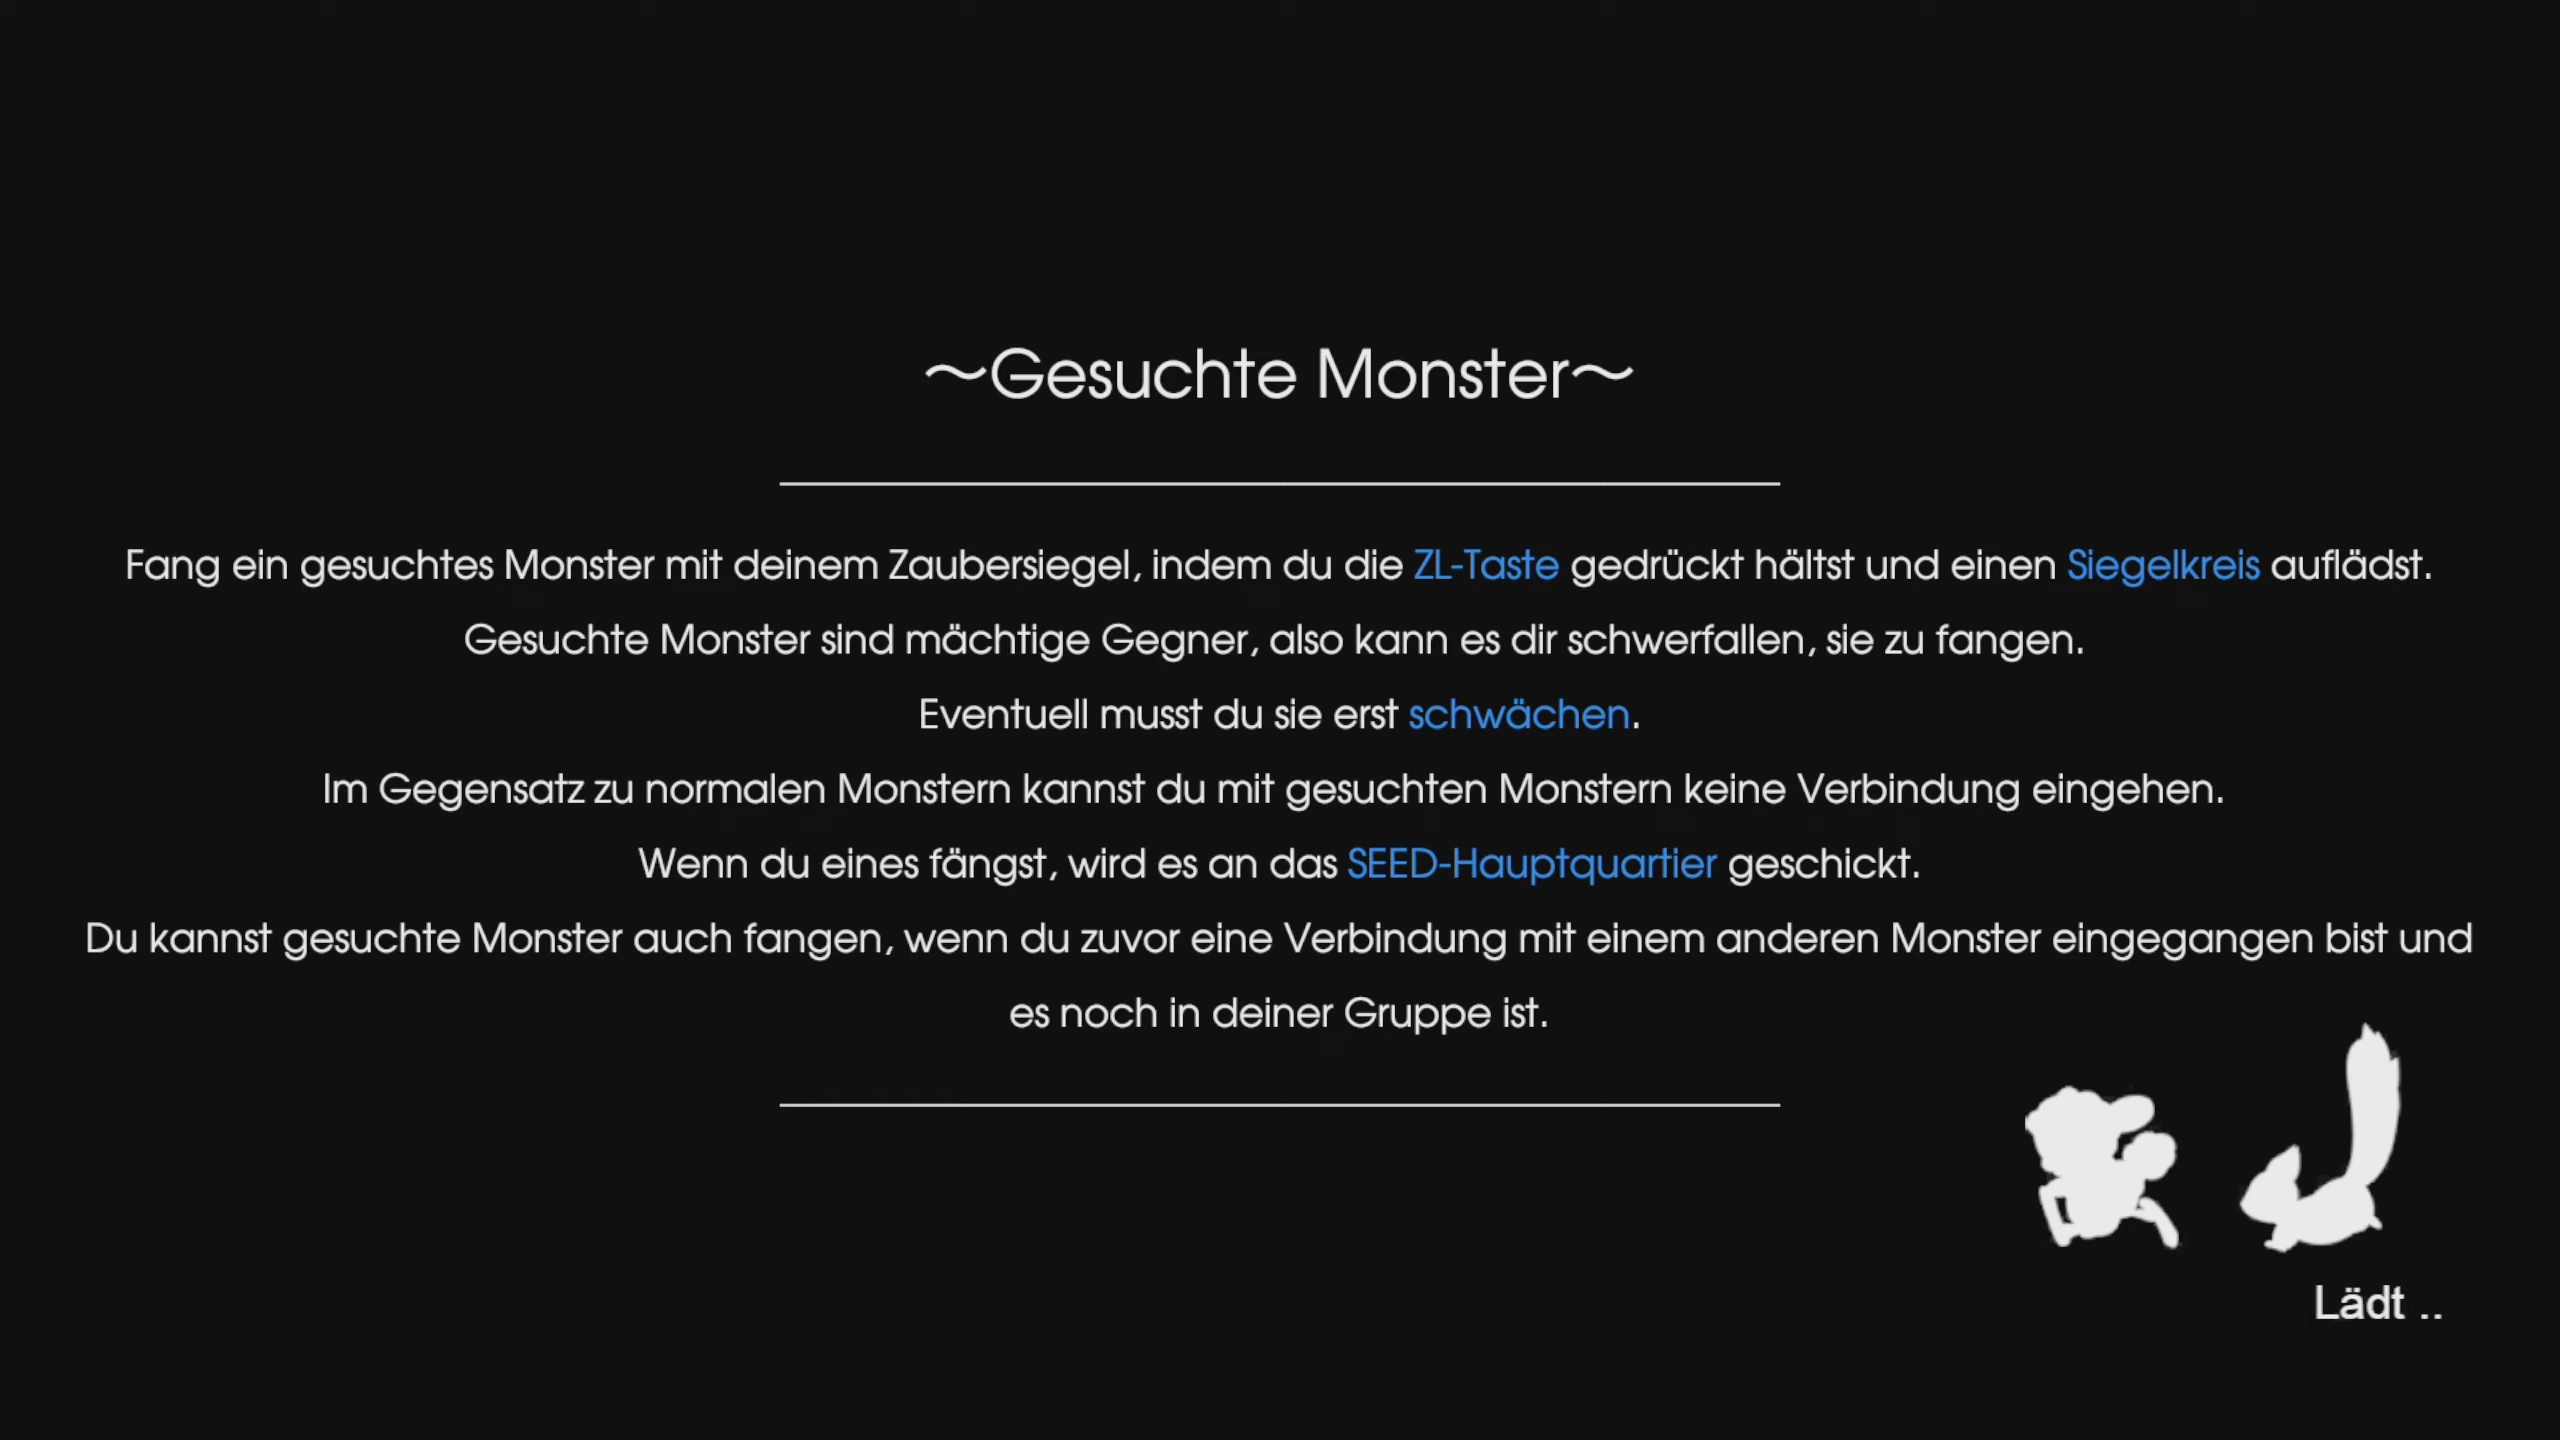 ～Gesuchte Monster～
Fang ein gesuchtes Monster mit deinem Zaubersiegel, indem du die ZL-Taste gedrückt hältst und einen Siegelkreis auflädst.
Gesuchte Monster sind mächtige Gegner, also kann es dir schwerfallen, sie zu fangen.
Eventuell musst du sie erst schwächen.
Im Gegensatz zu normalen Monstern kannst du mit gesuchten Monstern keine Verbindung eingehen.
Wenn du eines fängst, wird es an das SEED-Hauptquartier geschickt.
Du kannst gesuchte Monster auch fangen, wenn du zuvor eine Verbindung mit einem anderen Monster eingegangen bist und
es noch in deiner Gruppe ist.
Lädt ..